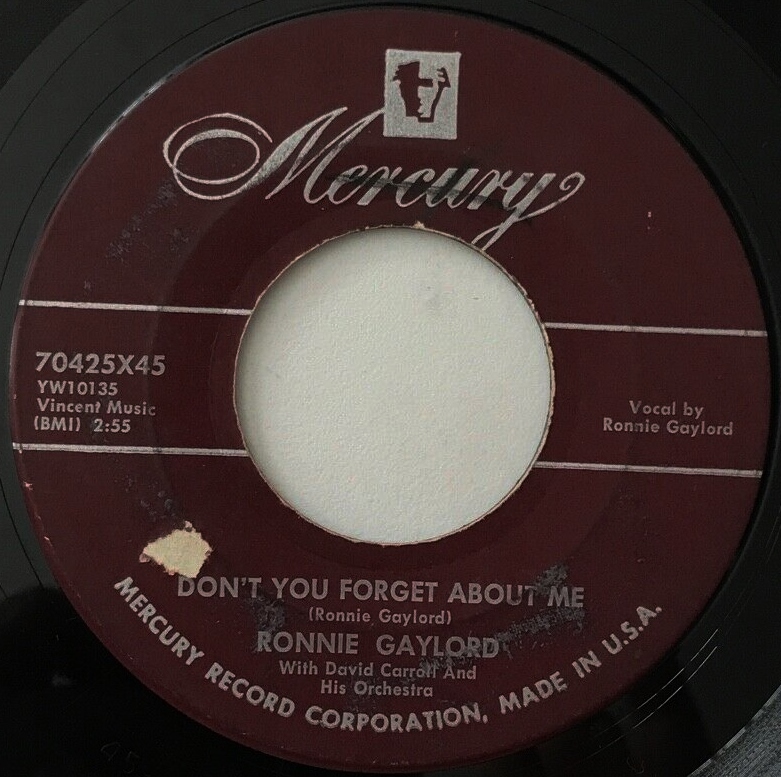 Mercury
70425X45
YW10135
Vincent Music
(BMI) 2:55
Vocal by
Ronnie Gaylord
DON'T YOU FORGET ABOUT ME
(Ronnie Gaylord)
RONNIE GAYLORD
With David Carroll And
His Orchestra
MERCURY RECORD CORPORATION, MADE IN U.S.A.